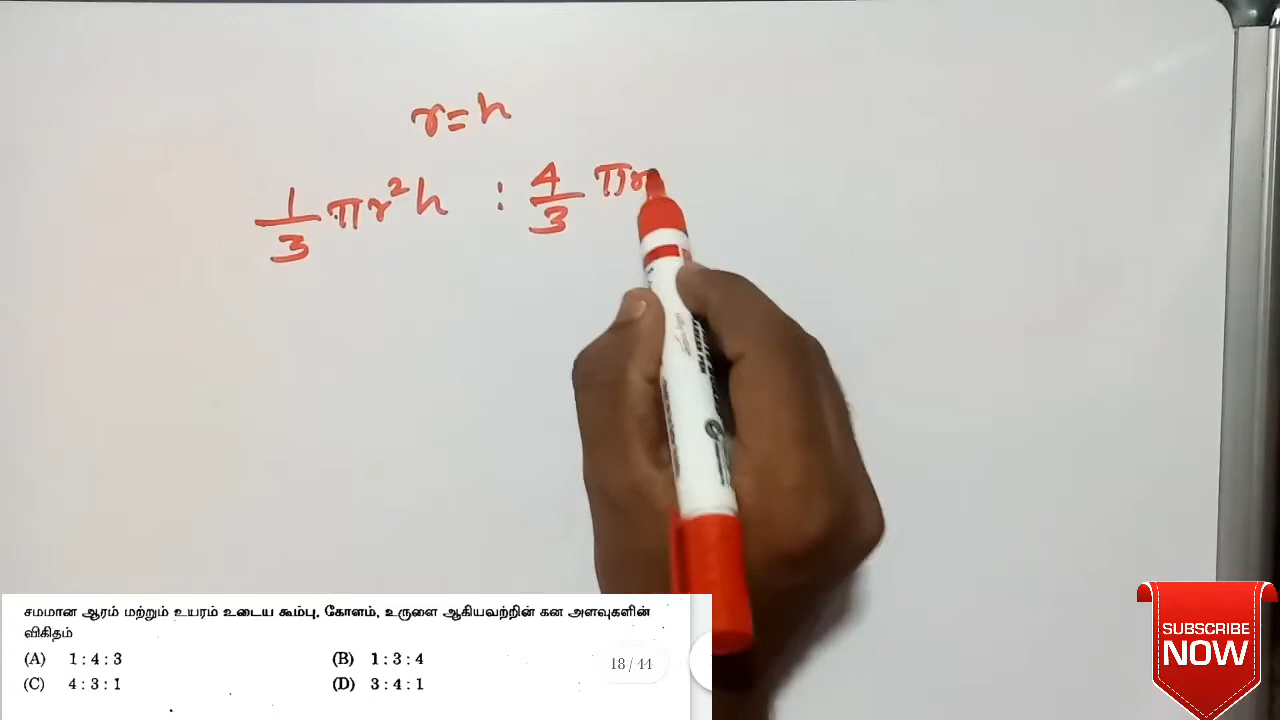 r=h
1/3 πr²h : 4/3 πr
சமமான ஆரம் மற்றும் உயரம் உடைய கூம்பு, கோளம், உருளை ஆகியவற்றின் கன அளவுகளின்
விகிதம்
(A) 1 : 4 : 3 (B) 1 : 3 : 4
(C) 4 : 3 : 1 (D) 3 : 4 : 1
18 / 44
SUBSCRIBE
NOW